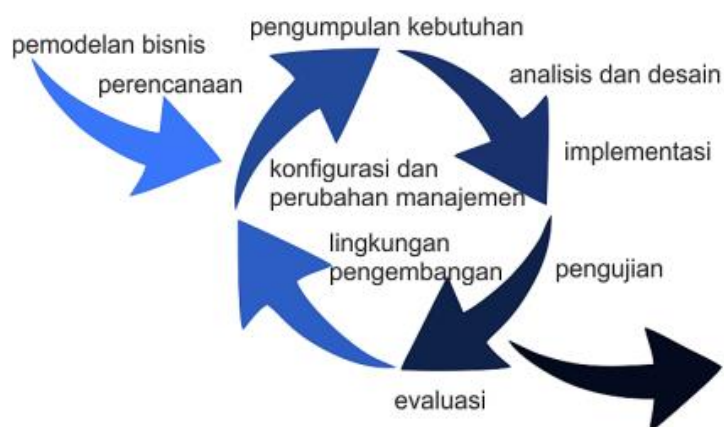 pemodelan bisnis
perencanaan
pengumpulan kebutuhan
analisis dan desain
implementasi
konfigurasi dan
perubahan manajemen
lingkungan
pengembangan
pengujian
evaluasi